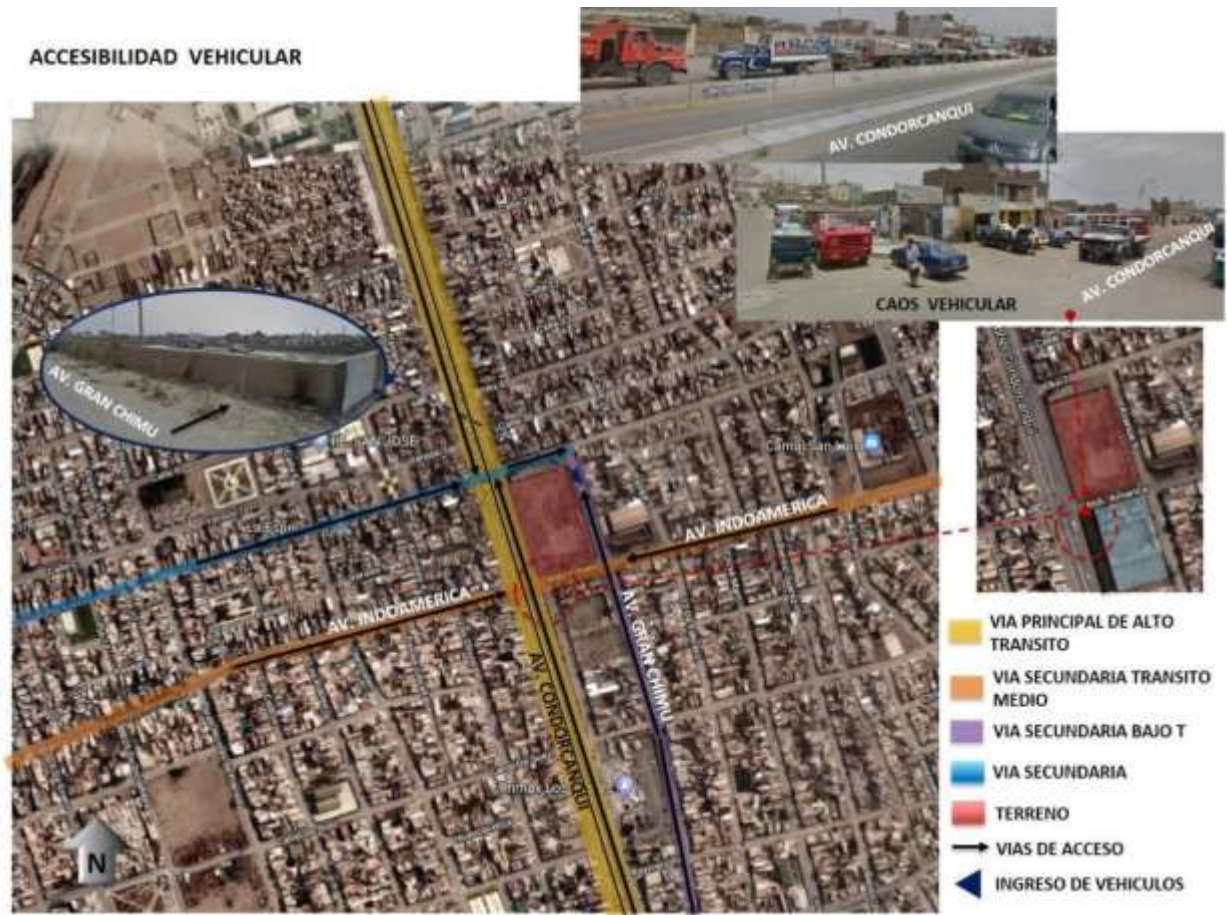 ACCESIBILIDAD VEHICULAR
AV. CONDORCANQUI
AV. CONDORCANQUI
CAOS VEHICULAR
AV. GRAN CHIMU
AV. INDOAMERICA
AV. INDOAMERICA
AV. GRAN CHIMU
AV. CONDORCANQUI
N
VIA PRINCIPAL DE ALTO
TRANSITO
VIA SECUNDARIA TRANSITO
MEDIO
VIA SECUNDARIA BAJO T
VIA SECUNDARIA
TERRENO
VIAS DE ACCESO
INGRESO DE VEHICULOS